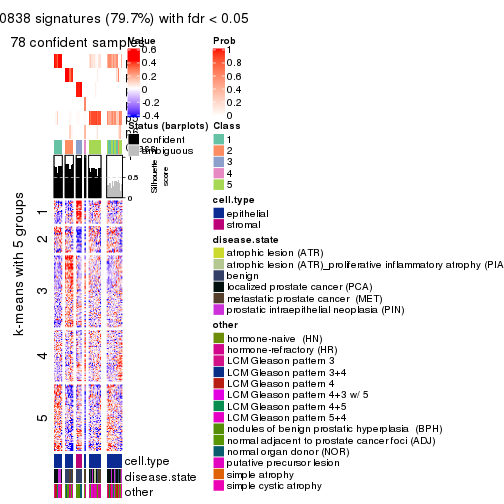 0838 signatures (79.7%) with fdr < 0.05
78 confident samples
k-means with 5 groups
1
2
3
4
5
1
0.5
0
Silhouette
score
cell.type
disease.state
other
Value
0.6
0.4
0.2
0
-0.2
-0.4
Status (barplots)
confident
ambiguous
Prob
1
0.8
0.6
0.4
0.2
0
Class
1
2
3
4
5
cell.type
epithelial
stromal
disease.state
atrophic lesion (ATR)
atrophic lesion (ATR)_proliferative inflammatory atrophy (PIA
benign
localized prostate cancer (PCA)
metastatic prostate cancer (MET)
prostatic intraepithelial neoplasia (PIN)
other
hormone-naive (HN)
hormone-refractory (HR)
LCM Gleason pattern 3
LCM Gleason pattern 3+4
LCM Gleason pattern 4
LCM Gleason pattern 4+3 w/ 5
LCM Gleason pattern 4+5
LCM Gleason pattern 5+4
nodules of benign prostatic hyperplasia (BPH)
normal adjacent to prostate cancer foci (ADJ)
normal organ donor (NOR)
putative precursor lesion
simple atrophy
simple cystic atrophy